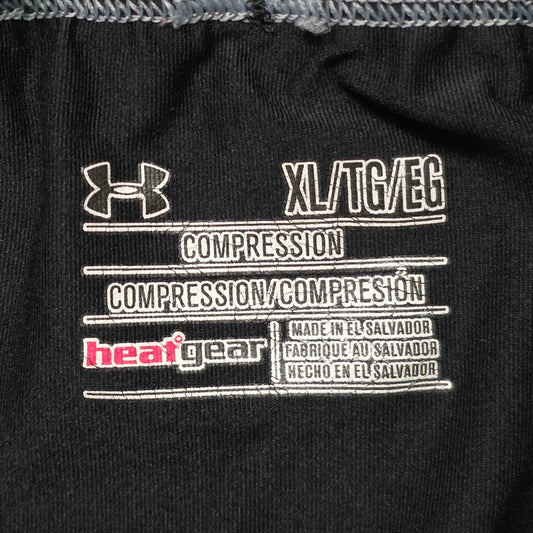 XL/TG/EG
COMPRESSION
COMPRESSION/COMPRESIÓN
heatgear
MADE IN EL SALVADOR
FABRIQUÉ AU SALVADOR
HECHO EN EL SALVADOR